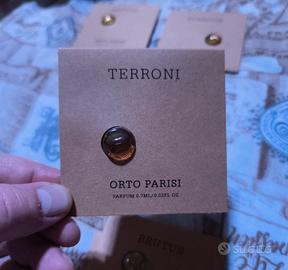 TERRONI
ORTO PARISI
PARFUM 0.7ML/0.02FL OZ
BRUTUS
SUBITO